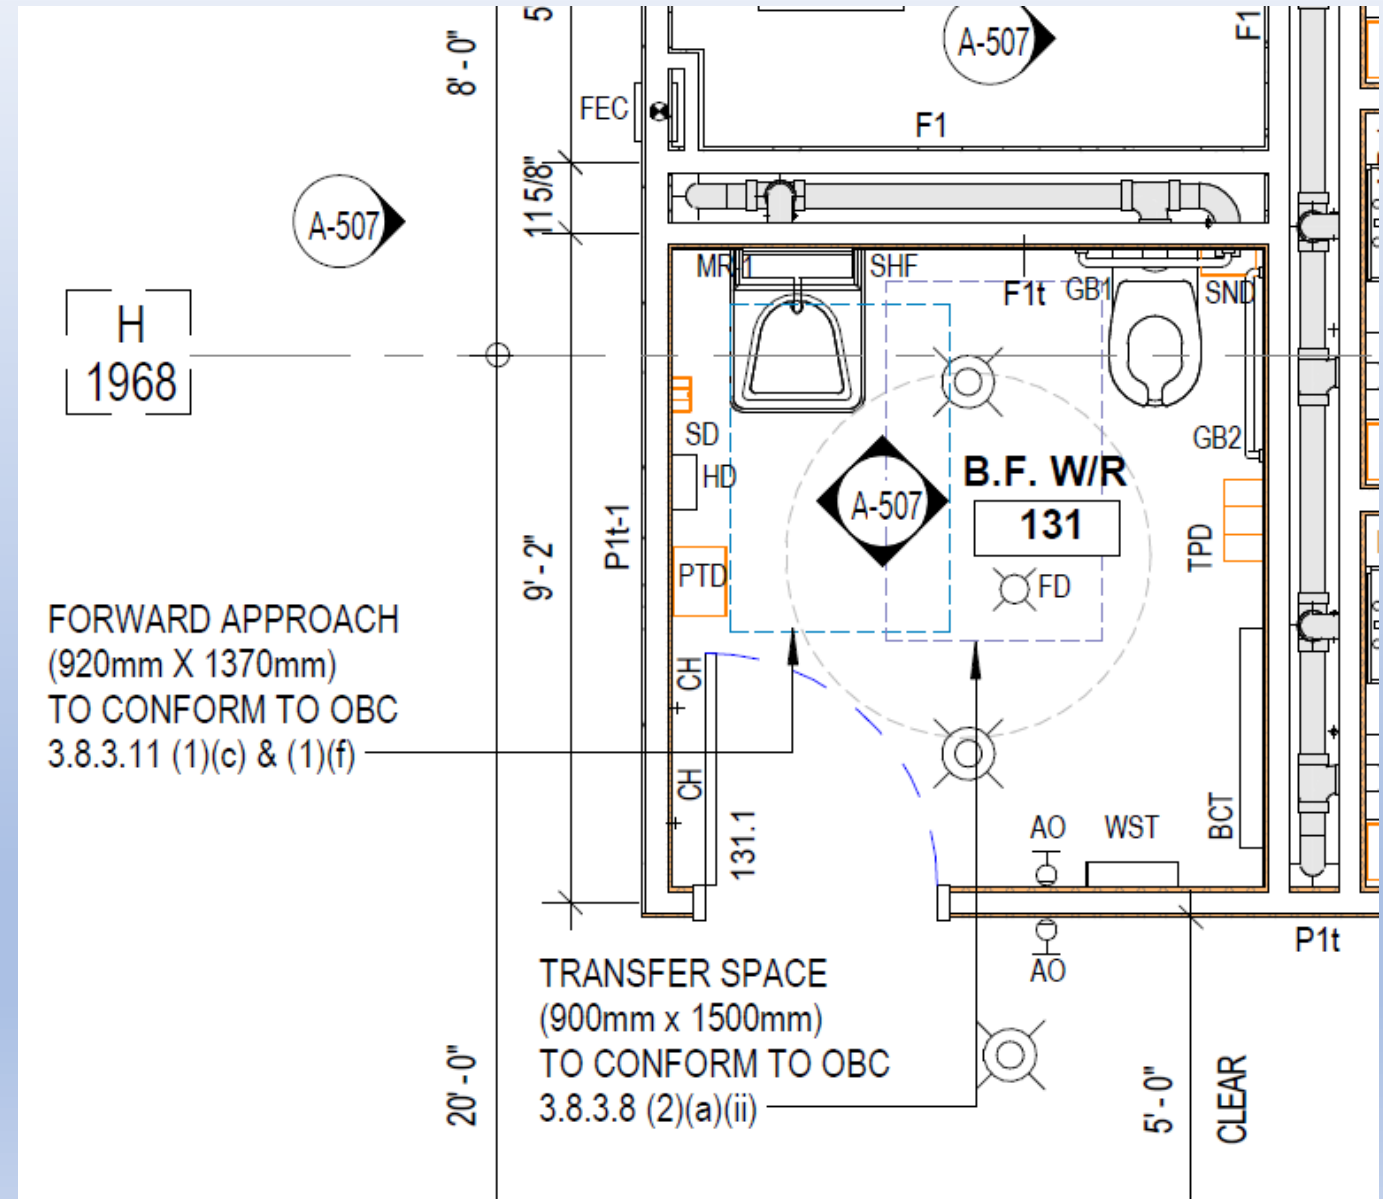 5
8' - 0"
A-507
F1
FEC
F1
11 5/8"
A-507
MR-1
SHF
F1t
GB1
SND
H
1968
SD
GB2
HD
B.F. W/R
A-507
131
P1t-1
9' - 2"
TPD
PTD
FD
FORWARD APPROACH
(920mm X 1370mm)
TO CONFORM TO OBC
3.8.3.11 (1)(c) & (1)(f)
CH
CH
131.1
AO
WST
BCT
AO
P1t
TRANSFER SPACE
(900mm x 1500mm)
TO CONFORM TO OBC
3.8.3.8 (2)(a)(ii)
20' - 0"
5' - 0"
CLEAR